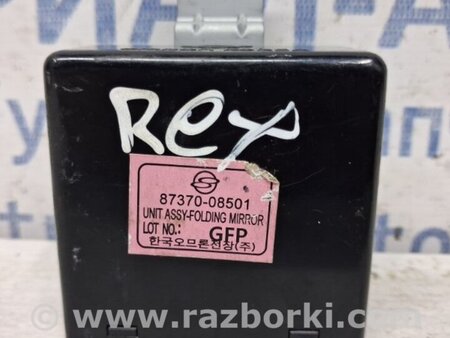 Rex
87370-08501
UNIT ASSY-FOLDING MIRROR
LOT NO.: GFP
한국오므론전장(주)
www.razborki.com